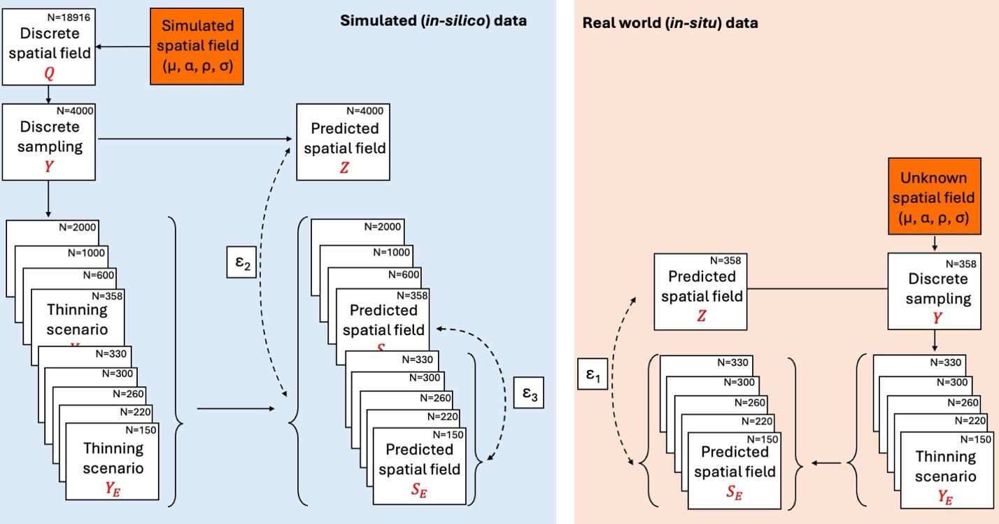 Simulated (in-silico) data
N=18916
Discrete
spatial field
Q
Simulated
spatial field
(μ, α, ρ, σ)
N=4000
Discrete
sampling
Y
N=4000
Predicted
spatial field
Z
N=2000
N=1000
N=600
N=358
Thinning
scenario
N=330
N=300
N=260
N=220
N=150
Thinning
scenario
Y_E
ε₂
N=2000
N=1000
N=600
N=358
Predicted
spatial field
S
N=330
N=300
N=260
N=220
N=150
Predicted
spatial field
S_E
ε₃
Real world (in-situ) data
Unknown
spatial field
(μ, α, ρ, σ)
N=358
Predicted
spatial field
Z
N=358
Discrete
sampling
Y
ε₁
N=330
N=300
N=260
N=220
N=150
Predicted
spatial field
S_E
N=330
N=300
N=260
N=220
N=150
Thinning
scenario
Y_E